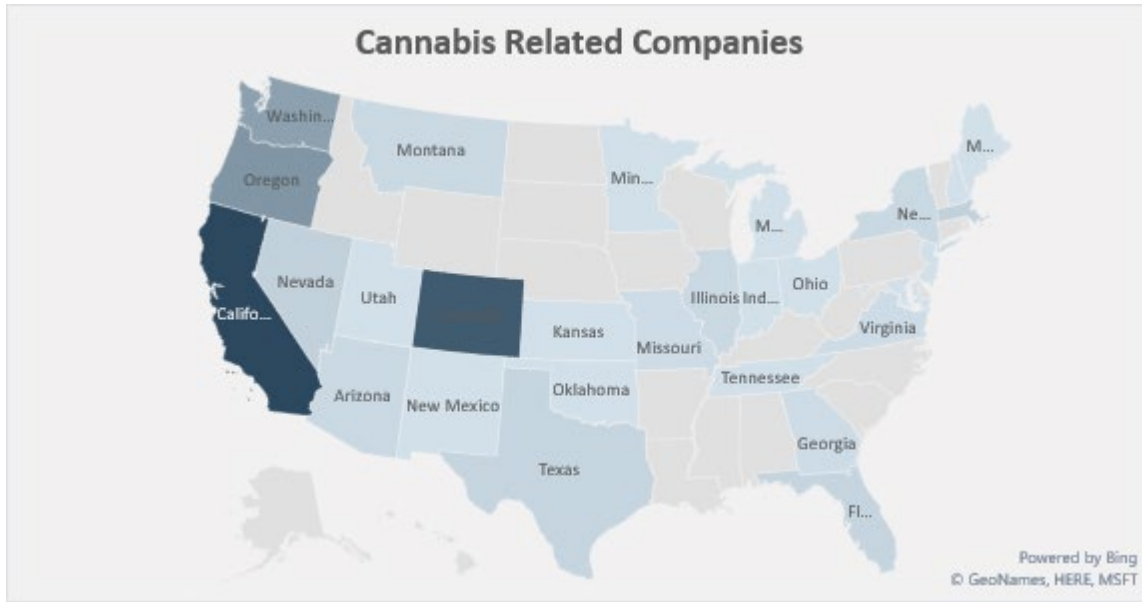 Cannabis Related Companies
Washin...
Montana
Oregon
Min...
M...
M...
Ne...
Nevada
Utah
Illinois
Ind...
Ohio
Califo...
Kansas
Virginia
Missouri
Arizona
New Mexico
Oklahoma
Tennessee
Georgia
Texas
Fl...
Powered by Bing
© GeoNames, HERE, MSFT